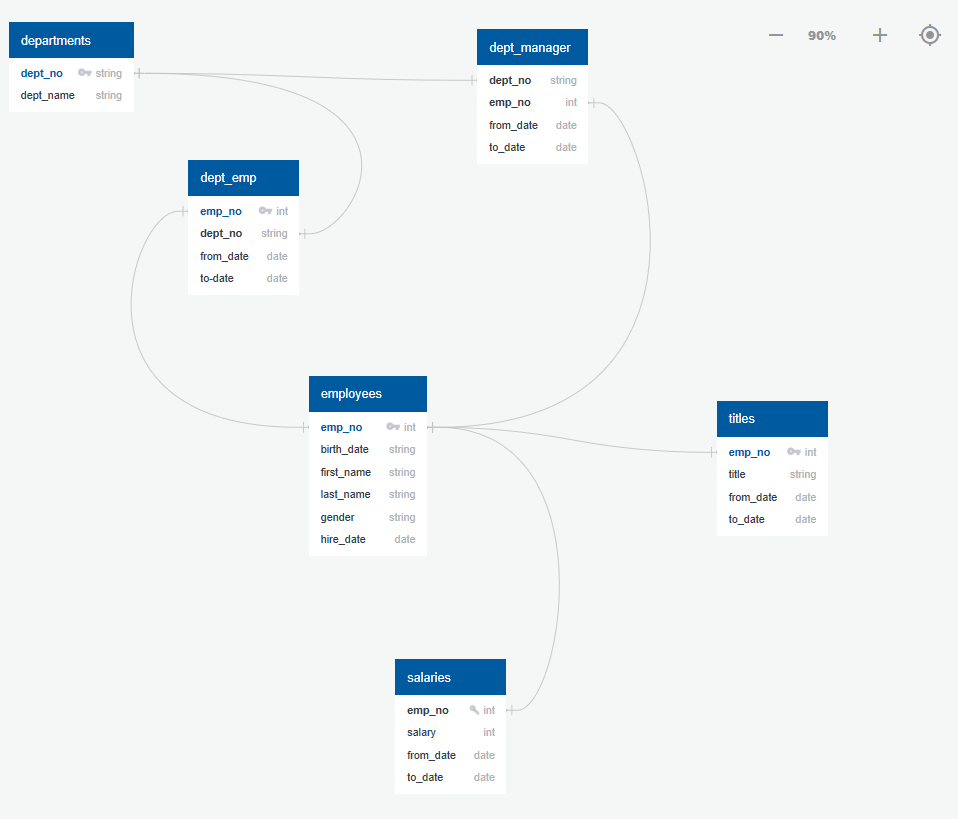 departments
dept_no string
dept_name string
dept_manager
dept_no string
emp_no int
from_date date
to_date date
90%
dept_emp
emp_no int
dept_no string
from_date date
to-date date
employees
emp_no int
birth_date string
first_name string
last_name string
gender string
hire_date date
titles
emp_no int
title string
from_date date
to_date date
salaries
emp_no int
salary int
from_date date
to_date date